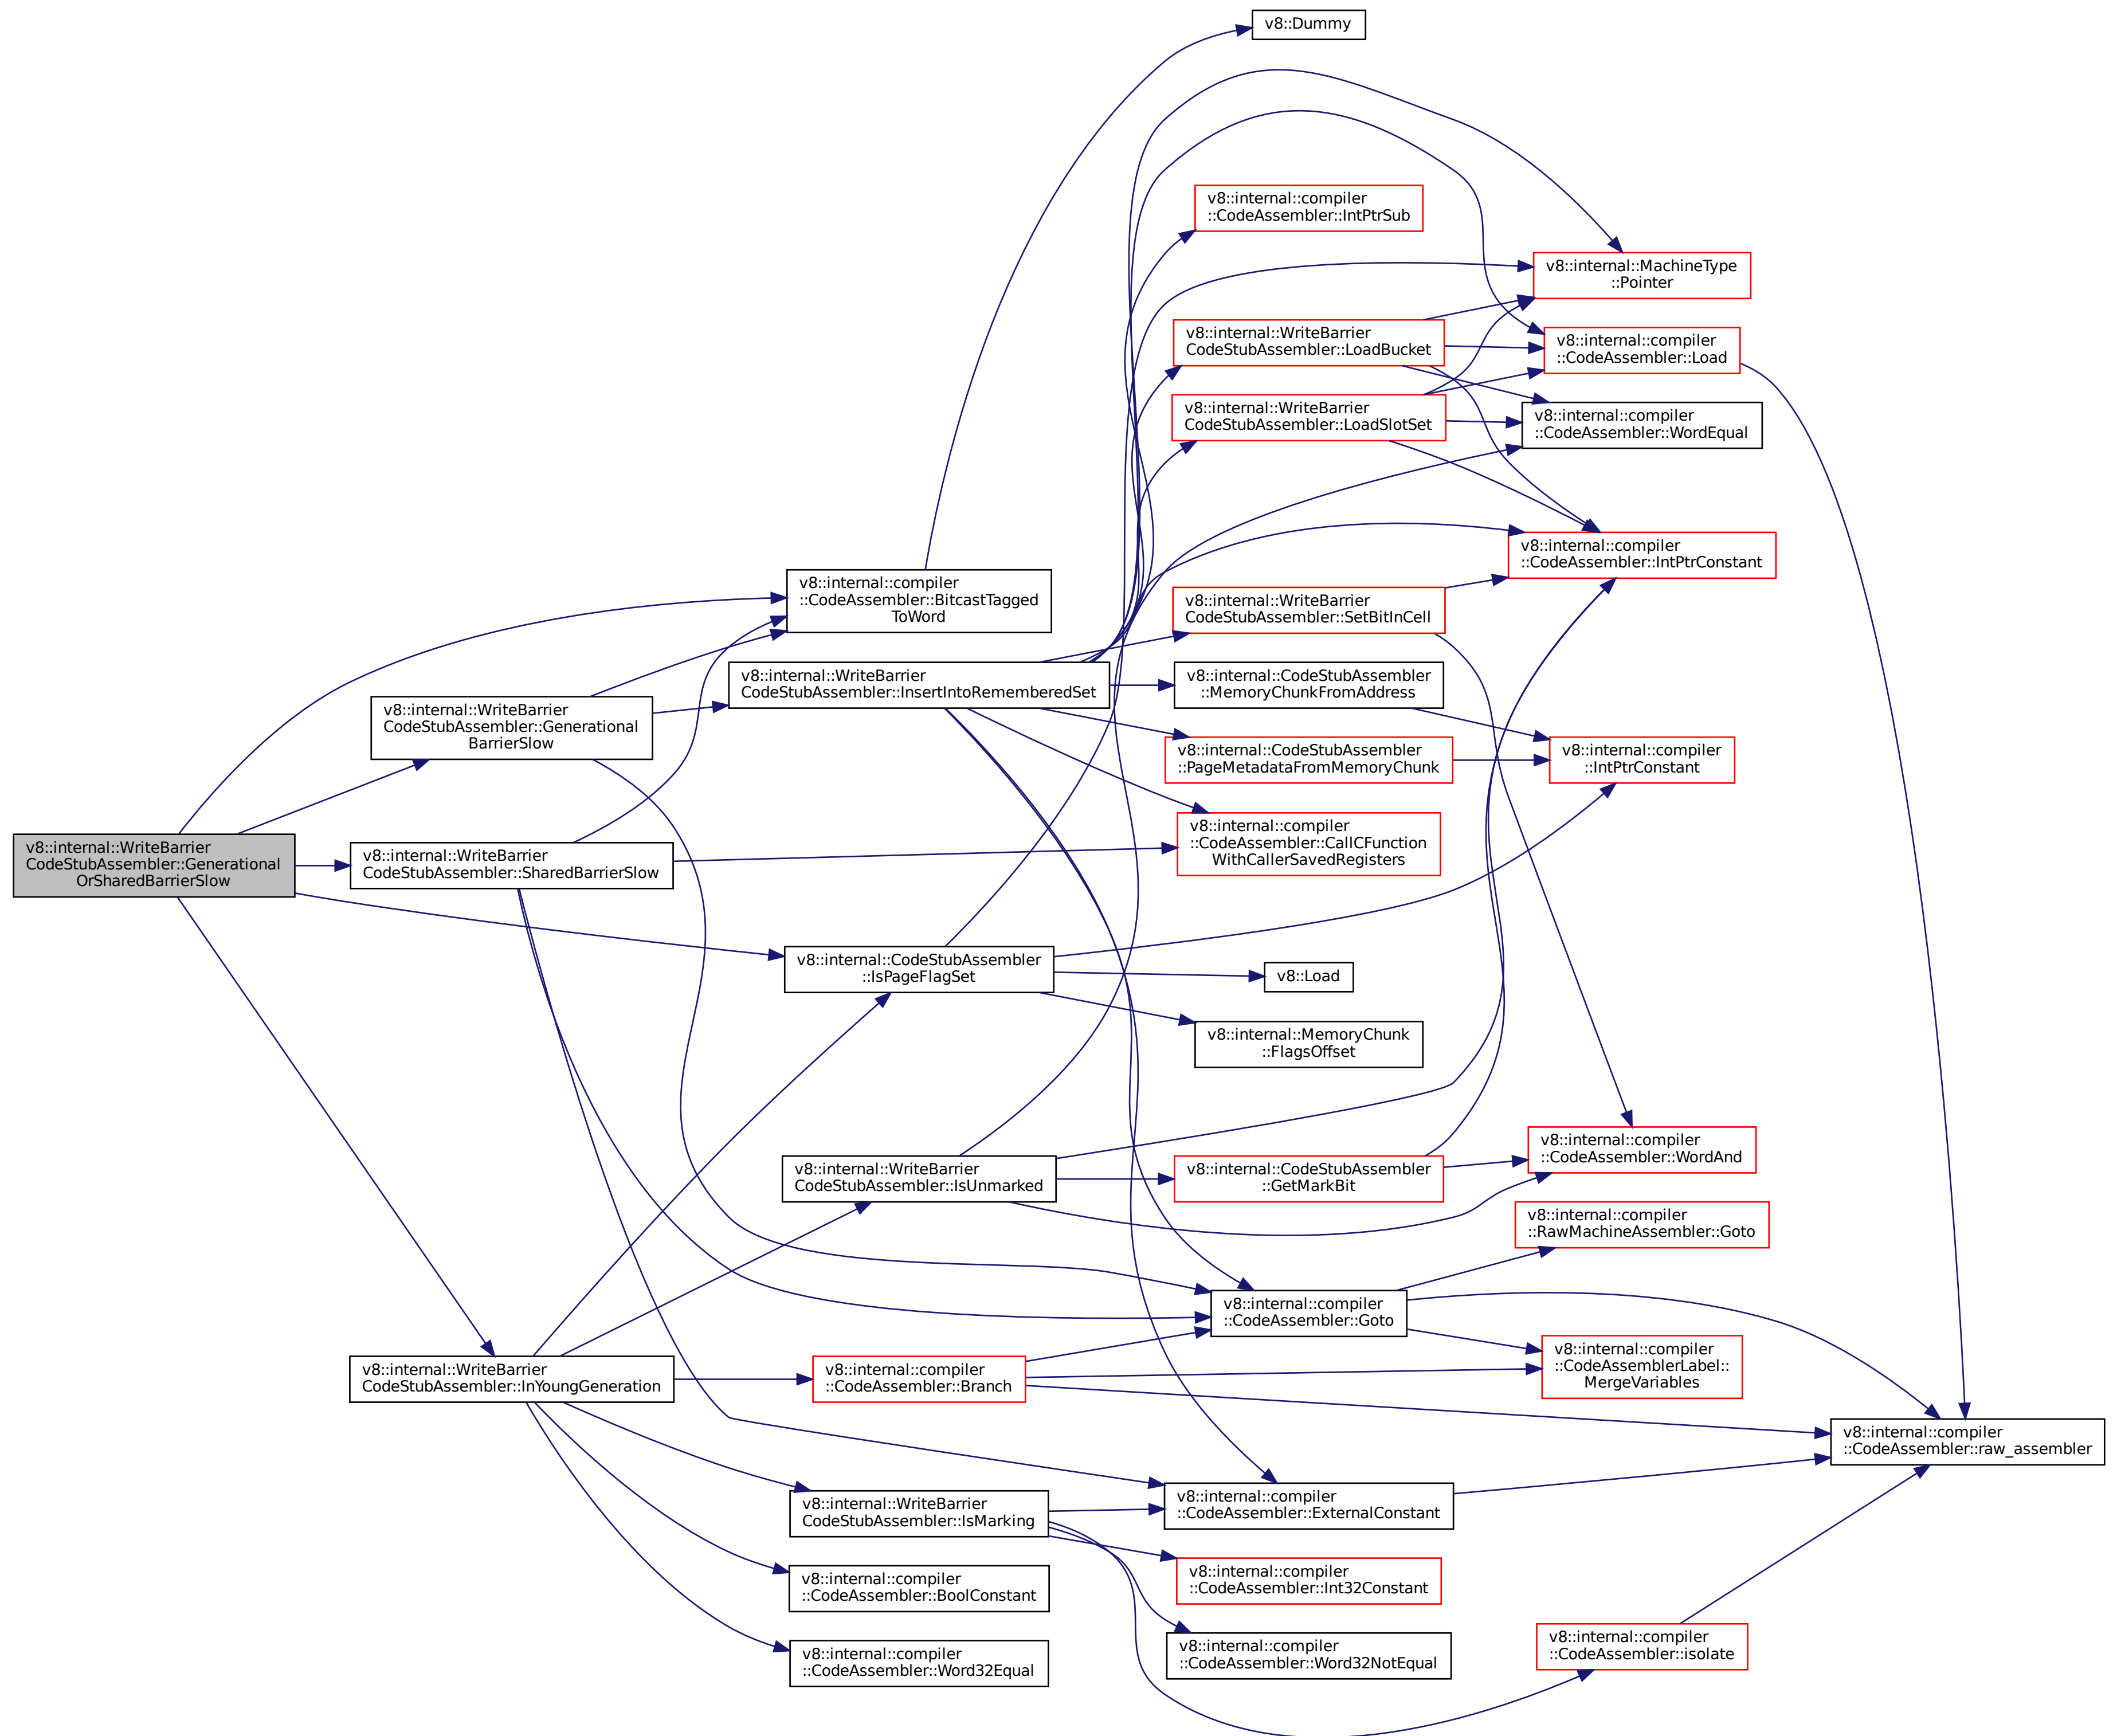 v8::Dummy
v8::internal::compiler
::CodeAssembler::IntPtrSub
v8::internal::MachineType
::Pointer
v8::internal::WriteBarrier
CodeStubAssembler::LoadBucket
v8::internal::compiler
::CodeAssembler::Load
v8::internal::WriteBarrier
CodeStubAssembler::LoadSlotSet
v8::internal::compiler
::CodeAssembler::WordEqual
v8::internal::compiler
::CodeAssembler::IntPtrConstant
v8::internal::compiler
::CodeAssembler::BitcastTagged
ToWord
v8::internal::WriteBarrier
CodeStubAssembler::SetBitInCell
v8::internal::WriteBarrier
CodeStubAssembler::InsertIntoRememberedSet
v8::internal::CodeStubAssembler
::MemoryChunkFromAddress
v8::internal::WriteBarrier
CodeStubAssembler::Generational
BarrierSlow
v8::internal::CodeStubAssembler
::PageMetadataFromMemoryChunk
v8::internal::compiler
::IntPtrConstant
v8::internal::compiler
::CodeAssembler::CallCFunction
WithCallerSavedRegisters
v8::internal::WriteBarrier
CodeStubAssembler::Generational
OrSharedBarrierSlow
v8::internal::WriteBarrier
CodeStubAssembler::SharedBarrierSlow
v8::internal::CodeStubAssembler
::IsPageFlagSet
v8::Load
v8::internal::MemoryChunk
::FlagsOffset
v8::internal::compiler
::CodeAssembler::WordAnd
v8::internal::WriteBarrier
CodeStubAssembler::IsUnmarked
v8::internal::CodeStubAssembler
::GetMarkBit
v8::internal::compiler
::RawMachineAssembler::Goto
v8::internal::compiler
::CodeAssembler::Goto
v8::internal::compiler
::CodeAssemblerLabel::
MergeVariables
v8::internal::WriteBarrier
CodeStubAssembler::InYoungGeneration
v8::internal::compiler
::CodeAssembler::Branch
v8::internal::compiler
::CodeAssembler::raw_assembler
v8::internal::WriteBarrier
CodeStubAssembler::IsMarking
v8::internal::compiler
::CodeAssembler::ExternalConstant
v8::internal::compiler
::CodeAssembler::BoolConstant
v8::internal::compiler
::CodeAssembler::Int32Constant
v8::internal::compiler
::CodeAssembler::Word32Equal
v8::internal::compiler
::CodeAssembler::Word32NotEqual
v8::internal::compiler
::CodeAssembler::isolate